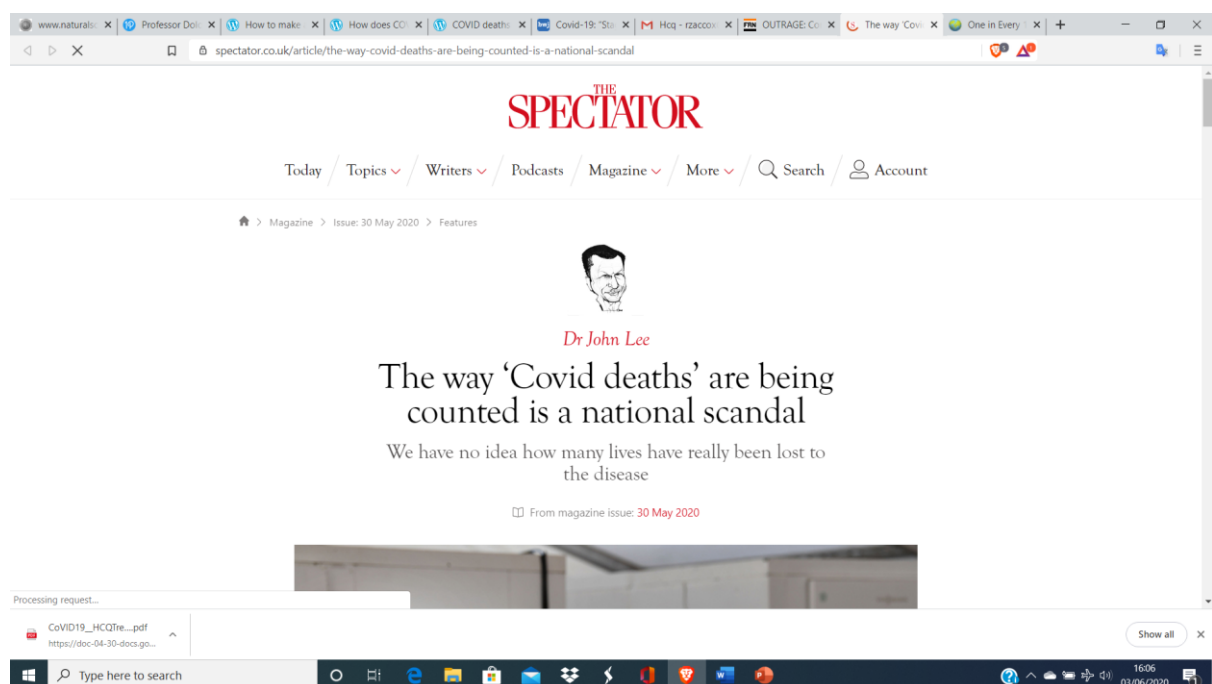 www.naturals
Professor Dol
How to make
How does CO
COVID deaths
Covid-19: "Sta
Hcq - rzaccox
FRN
OUTRAGE: Co
The way 'Covi
One in Every
spectator.co.uk/article/the-way-covid-deaths-are-being-counted-is-a-national-scandal
THE
SPECTATOR
Today / Topics / Writers / Podcasts / Magazine / More / Search / Account
Magazine > Issue: 30 May 2020 > Features
Dr John Lee
The way ‘Covid deaths’ are being
counted is a national scandal
We have no idea how many lives have really been lost to
the disease
From magazine issue: 30 May 2020
Processing request...
CoVID19__HCQTre....pdf
https://doc-04-30-docs.go...
Show all
Type here to search
16:06
03/06/2020